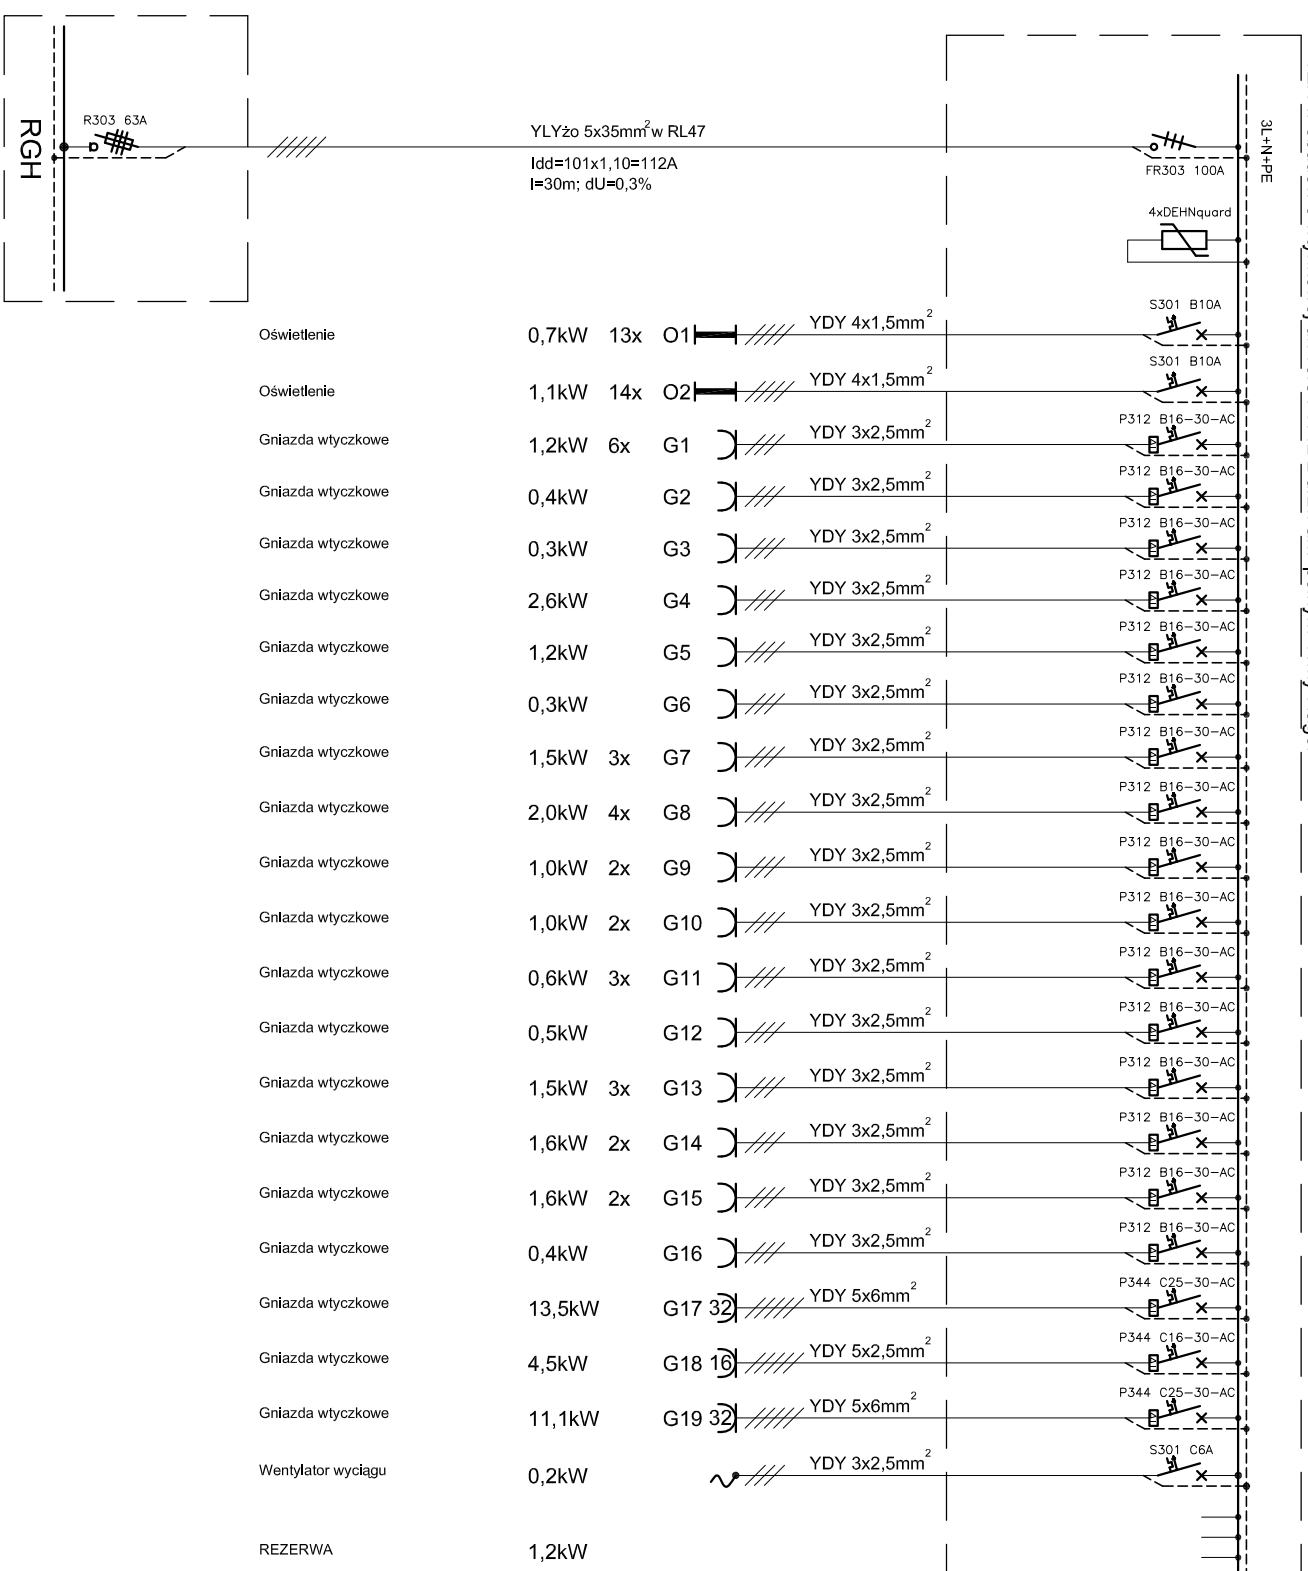 RGH
R303 63A
YLYżo 5x35mm² w RL47
Idd=101x1,10=112A
l=30m; dU=0,3%
FR303 100A
3L+N+PE
4xDEHNquard
Oświetlenie 0,7kW 13x O1 YDY 4x1,5mm² S301 B10A
Oświetlenie 1,1kW 14x O2 YDY 4x1,5mm² S301 B10A
Gniazda wtyczkowe 1,2kW 6x G1 YDY 3x2,5mm² P312 B16-30-AC
Gniazda wtyczkowe 0,4kW G2 YDY 3x2,5mm² P312 B16-30-AC
Gniazda wtyczkowe 0,3kW G3 YDY 3x2,5mm² P312 B16-30-AC
Gniazda wtyczkowe 2,6kW G4 YDY 3x2,5mm² P312 B16-30-AC
Gniazda wtyczkowe 1,2kW G5 YDY 3x2,5mm² P312 B16-30-AC
Gniazda wtyczkowe 0,3kW G6 YDY 3x2,5mm² P312 B16-30-AC
Gniazda wtyczkowe 1,5kW 3x G7 YDY 3x2,5mm² P312 B16-30-AC
Gniazda wtyczkowe 2,0kW 4x G8 YDY 3x2,5mm² P312 B16-30-AC
Gniazda wtyczkowe 1,0kW 2x G9 YDY 3x2,5mm² P312 B16-30-AC
Gniazda wtyczkowe 1,0kW 2x G10 YDY 3x2,5mm² P312 B16-30-AC
Gniazda wtyczkowe 0,6kW 3x G11 YDY 3x2,5mm² P312 B16-30-AC
Gniazda wtyczkowe 0,5kW G12 YDY 3x2,5mm² P312 B16-30-AC
Gniazda wtyczkowe 1,5kW 3x G13 YDY 3x2,5mm² P312 B16-30-AC
Gniazda wtyczkowe 1,6kW 2x G14 YDY 3x2,5mm² P312 B16-30-AC
Gniazda wtyczkowe 1,6kW 2x G15 YDY 3x2,5mm² P312 B16-30-AC
Gniazda wtyczkowe 0,4kW G16 YDY 3x2,5mm² P312 B16-30-AC
Gniazda wtyczkowe 13,5kW G17 32 YDY 5x6mm² P344 C25-30-AC
Gniazda wtyczkowe 4,5kW G18 16 YDY 5x2,5mm² P344 C16-30-AC
Gniazda wtyczkowe 11,1kW G19 32 YDY 5x6mm² P344 C25-30-AC
Wentylator wyciągu 0,2kW YDY 3x2,5mm² S301 C6A
REZERWA 1,2kW